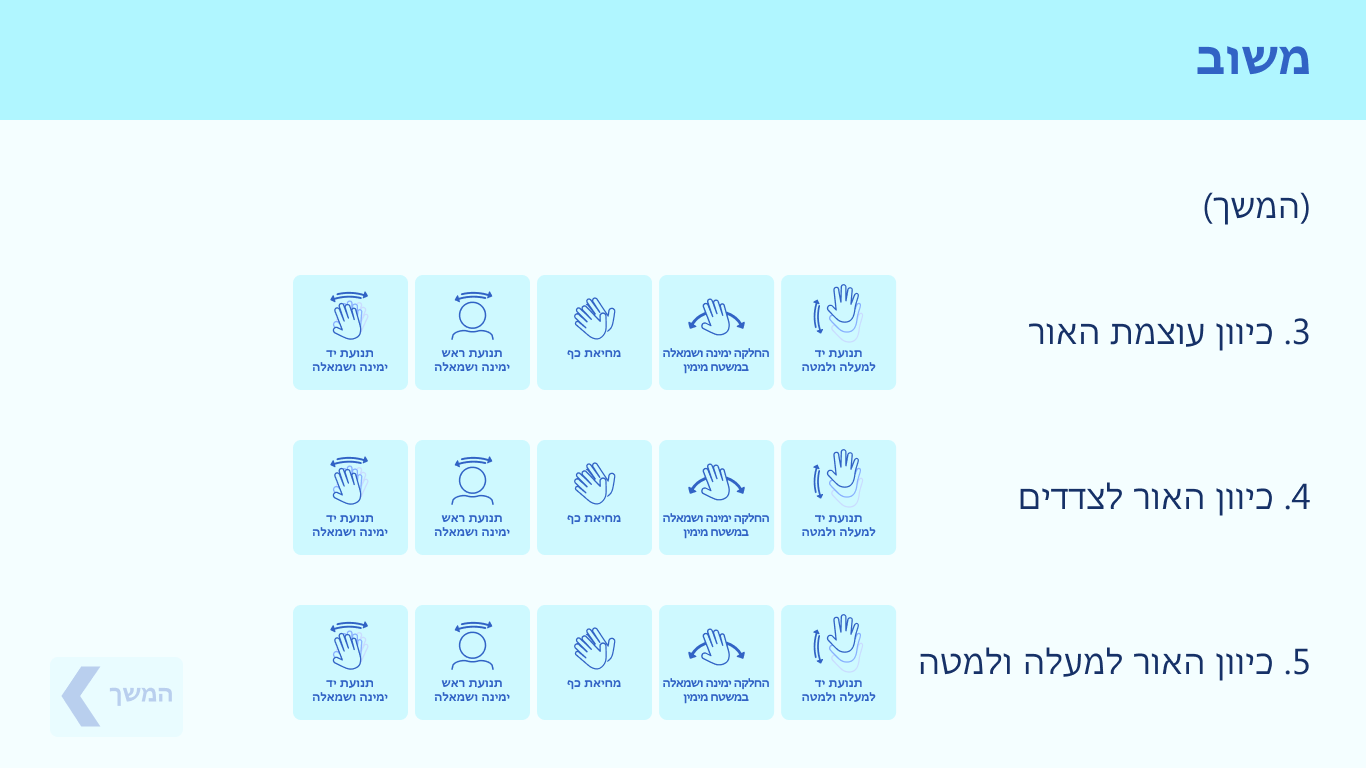 משוב
(המשך)
3. כיוון עוצמת האור
תנועת יד
למעלה ולמטה
החלקה ימינה ושמאלה
במשטח מימין
מחיאת כף
תנועת ראש
ימינה ושמאלה
תנועת יד
ימינה ושמאלה
4. כיוון האור לצדדים
תנועת יד
למעלה ולמטה
החלקה ימינה ושמאלה
במשטח מימין
מחיאת כף
תנועת ראש
ימינה ושמאלה
תנועת יד
ימינה ושמאלה
5. כיוון האור למעלה ולמטה
תנועת יד
למעלה ולמטה
החלקה ימינה ושמאלה
במשטח מימין
מחיאת כף
תנועת ראש
ימינה ושמאלה
תנועת יד
ימינה ושמאלה
המשך